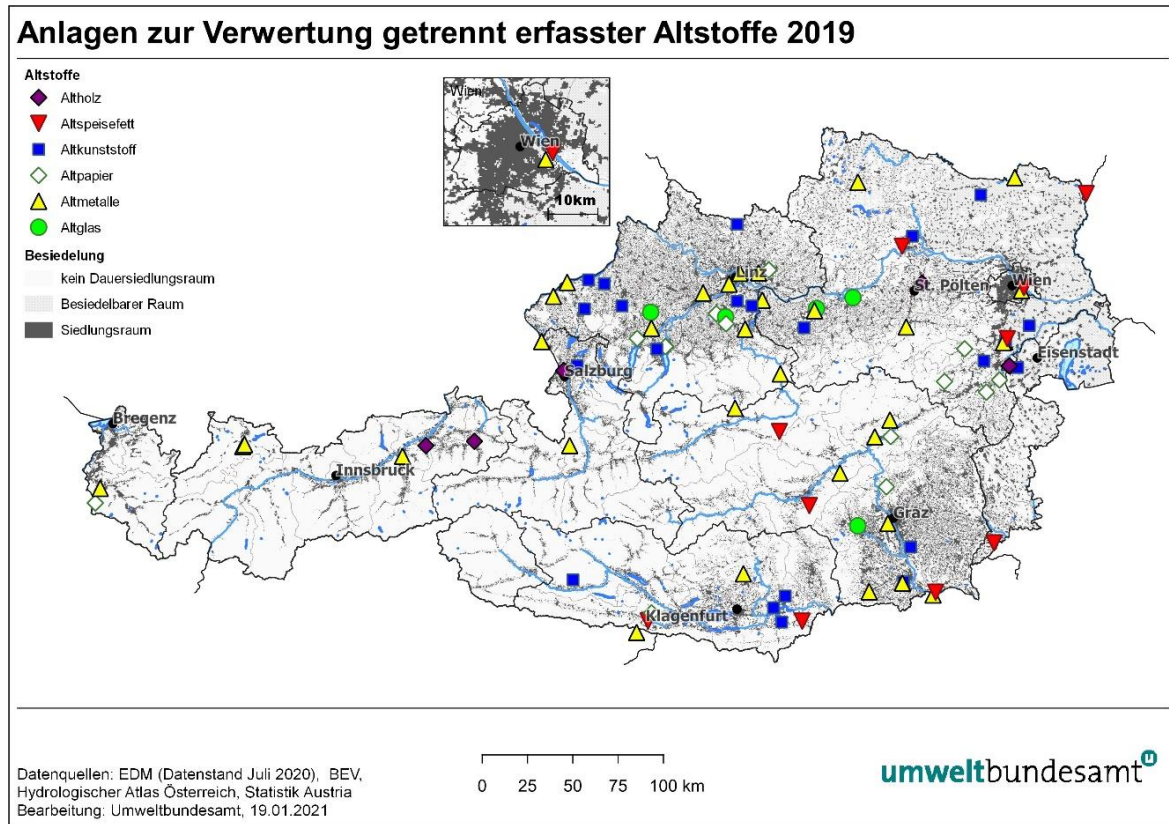 Anlagen zur Verwertung getrennt erfasster Altstoffe 2019
Altstoffe
Altholz
Altspeisefett
Altkunststoff
Altpapier
Altmetalle
Altglas
Besiedelung
kein Dauersiedlungsraum
Besiedelbarer Raum
Siedlungsraum
Wien
Wien
10km
Linz
St. Pölten
Wien
Eisenstadt
Salzburg
Bregenz
Innsbruck
Graz
Klagenfurt
Datenquellen: EDM (Datenstand Juli 2020), BEV,
Hydrologischer Atlas Österreich, Statistik Austria
Bearbeitung: Umweltbundesamt, 19.01.2021
0 25 50 75 100 km
umweltbundesamt U